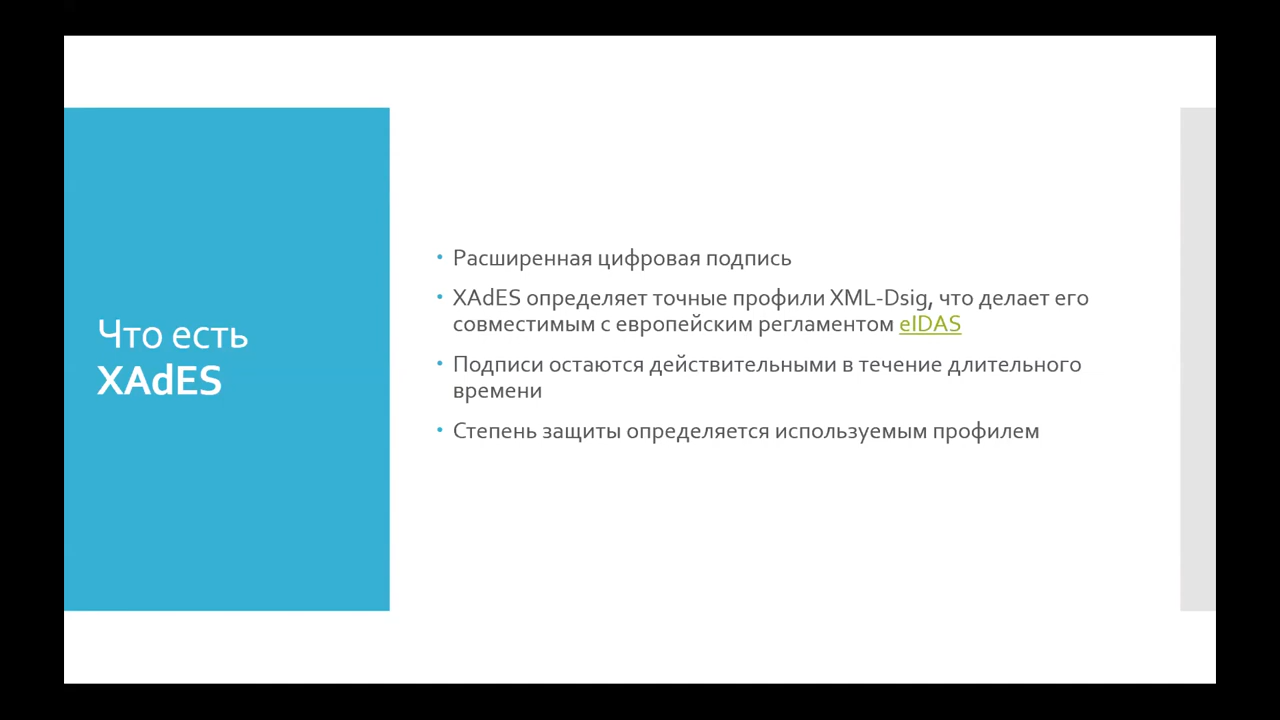 Что есть
XAdES
• Расширенная цифровая подпись
• XAdES определяет точные профили XML-Dsig, что делает его
совместимым с европейским регламентом eIDAS
• Подписи остаются действительными в течение длительного
времени
• Степень защиты определяется используемым профилем